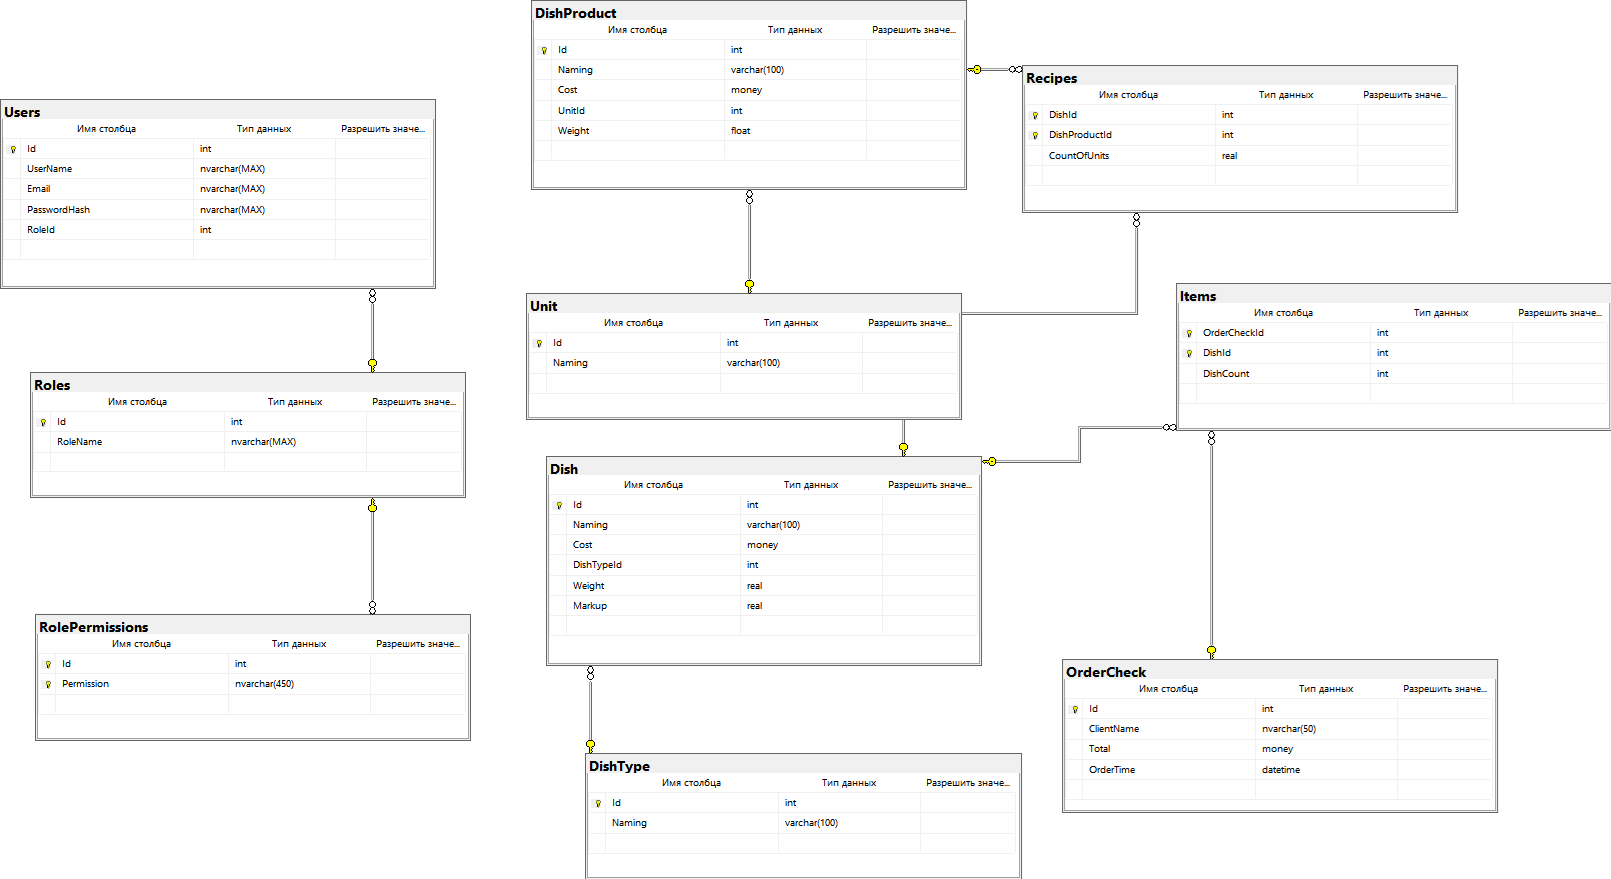 DishProduct
Имя столбца Тип данных Разрешить значе...
Id int
Naming varchar(100)
Cost money
UnitId int
Weight float
Recipes
Имя столбца Тип данных Разрешить значе...
DishId int
DishProductId int
CountOfUnits real
Users
Имя столбца Тип данных Разрешить значе...
Id int
UserName nvarchar(MAX)
Email nvarchar(MAX)
PasswordHash nvarchar(MAX)
RoleId int
Unit
Имя столбца Тип данных Разрешить значе...
Id int
Naming varchar(100)
Items
Имя столбца Тип данных Разрешить значе...
OrderCheckId int
DishId int
DishCount int
Roles
Имя столбца Тип данных Разрешить значе...
Id int
RoleName nvarchar(MAX)
Dish
Имя столбца Тип данных Разрешить значе...
Id int
Naming varchar(100)
Cost money
DishTypeId int
Weight real
Markup real
RolePermissions
Имя столбца Тип данных Разрешить значе...
Id int
Permission nvarchar(450)
OrderCheck
Имя столбца Тип данных Разрешить значе...
Id int
ClientName nvarchar(50)
Total money
OrderTime datetime
DishType
Имя столбца Тип данных Разрешить значе...
Id int
Naming varchar(100)